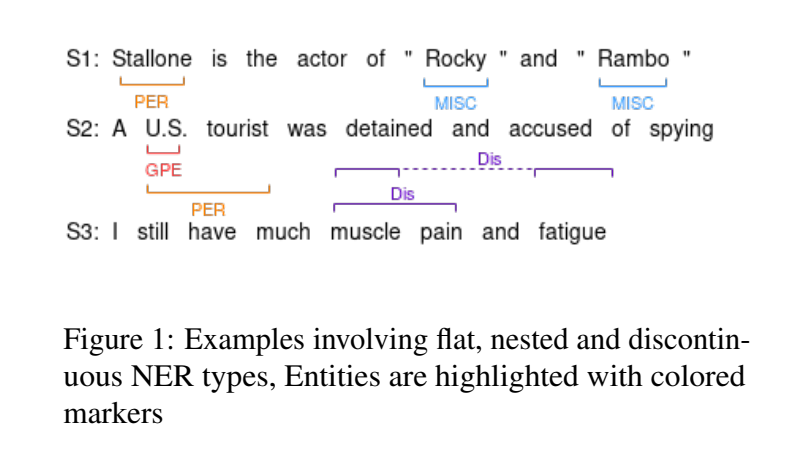 S1: Stallone is the actor of " Rocky " and " Rambo "
PER MISC MISC
S2: A U.S. tourist was detained and accused of spying
GPE Dis
PER Dis
S3: I still have much muscle pain and fatigue
Figure 1: Examples involving flat, nested and discontin-
uous NER types, Entities are highlighted with colored
markers